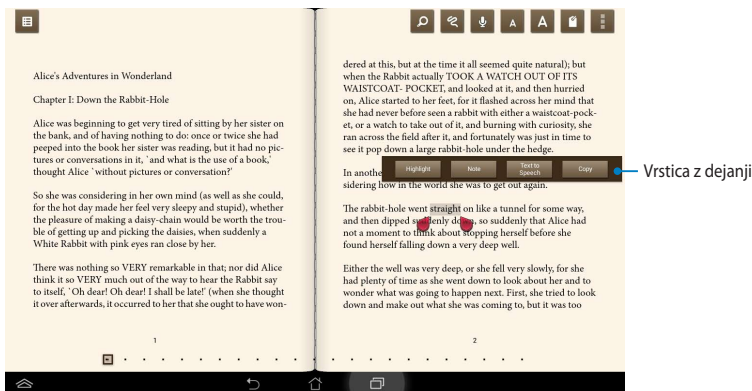 A A
Alice's Adventures in Wonderland
Chapter I: Down the Rabbit-Hole
Alice was beginning to get very tired of sitting by her sister on
the bank, and of having nothing to do: once or twice she had
peeped into the book her sister was reading, but it had no pic-
tures or conversations in it, `and what is the use of a book,'
thought Alice `without pictures or conversation?'
So she was considering in her own mind (as well as she could,
for the hot day made her feel very sleepy and stupid), whether
the pleasure of making a daisy-chain would be worth the trou-
ble of getting up and picking the daisies, when suddenly a
White Rabbit with pink eyes ran close by her.
There was nothing so VERY remarkable in that; nor did Alice
think it so VERY much out of the way to hear the Rabbit say
to itself, `Oh dear! Oh dear! I shall be late!' (when she thought
it over afterwards, it occurred to her that she ought to have won-
1
dered at this, but at the time it all seemed quite natural); but
when the Rabbit actually TOOK A WATCH OUT OF ITS
WAISTCOAT- POCKET, and looked at it, and then hurried
on, Alice started to her feet, for it flashed across her mind that
she had never before seen a rabbit with either a waistcoat-pock-
et, or a watch to take out of it, and burning with curiosity, she
ran across the field after it, and fortunately was just in time to
see it pop down a large rabbit-hole under the hedge.
In anothe
Highlight Note Text to Speech Copy
Vrstica z dejanji
sidering how in the world she was to get out again.
The rabbit-hole went straight on like a tunnel for some way,
and then dipped suddenly down, so suddenly that Alice had
not a moment to think about stopping herself before she
found herself falling down a very deep well.
Either the well was very deep, or she fell very slowly, for she
had plenty of time as she went down to look about her and to
wonder what was going to happen next. First, she tried to look
down and make out what she was coming to, but it was too
2